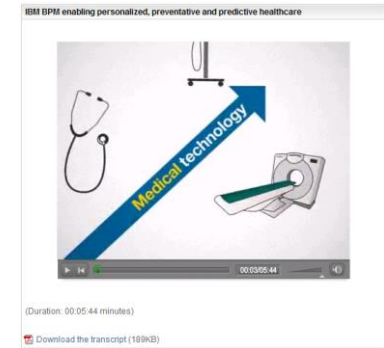 IBM BPM enabling personalized, preventative and predictive healthcare
Medical technology
00:03/05:44
(Duration: 00:05:44 minutes)
Download the transcript (189KB)